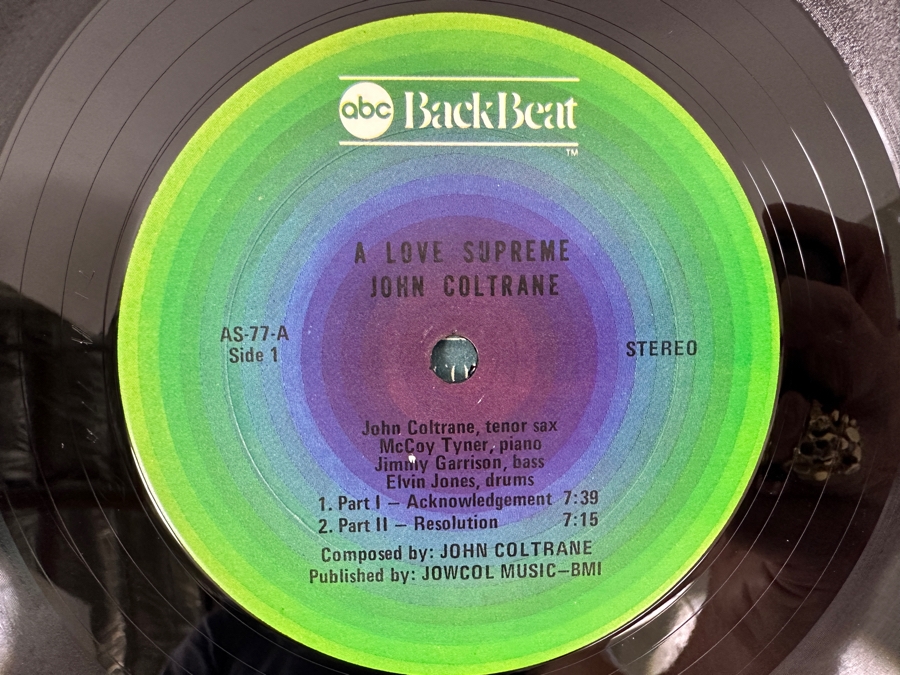 abc BackBeat
TM
A LOVE SUPREME
JOHN COLTRANE
AS-77-A
Side 1
STEREO
John Coltrane, tenor sax
McCoy Tyner, piano
Jimmy Garrison, bass
Elvin Jones, drums
1. Part I — Acknowledgement 7:39
2. Part II — Resolution 7:15
Composed by: JOHN COLTRANE
Published by: JOWCOL MUSIC—BMI